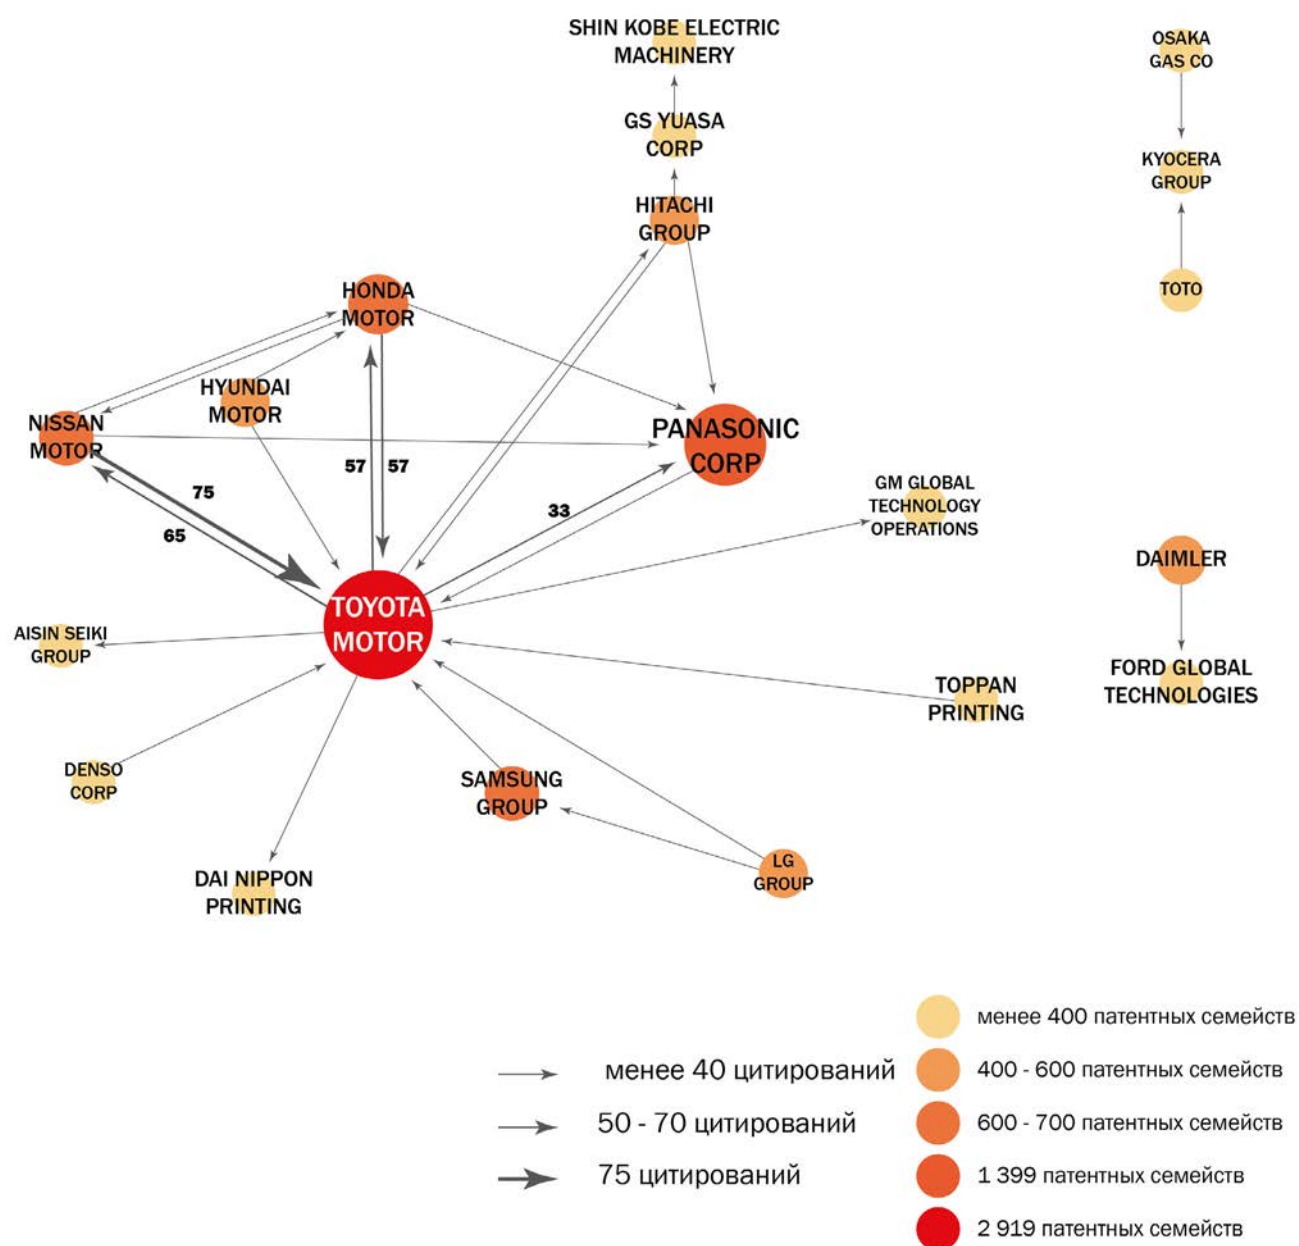 SHIN KOBE ELECTRIC
MACHINERY
OSAKA
GAS CO
GS YUASA
CORP
KYOCERA
GROUP
HITACHI
GROUP
TOTO
HONDA
MOTOR
HYUNDAI
MOTOR
NISSAN
MOTOR
PANASONIC
CORP
57
57
75
65
33
GM GLOBAL
TECHNOLOGY
OPERATIONS
DAIMLER
TOYOTA
MOTOR
AISIN SEIKI
GROUP
FORD GLOBAL
TECHNOLOGIES
TOPPAN
PRINTING
DENSO
CORP
SAMSUNG
GROUP
LG
GROUP
DAI NIPPON
PRINTING
менее 40 цитирований
50 - 70 цитирований
75 цитирований
менее 400 патентных семейств
400 - 600 патентных семейств
600 - 700 патентных семейств
1 399 патентных семейств
2 919 патентных семейств